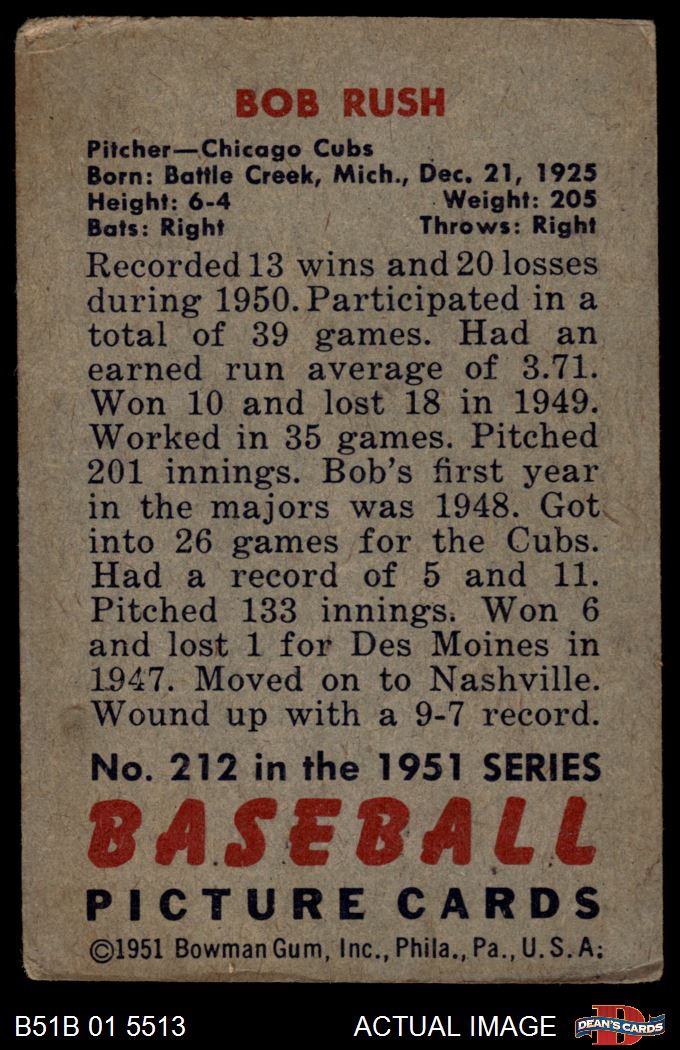 BOB RUSH
Pitcher—Chicago Cubs
Born: Battle Creek, Mich., Dec. 21, 1925
Height: 6-4 Weight: 205
Bats: Right Throws: Right
Recorded 13 wins and 20 losses
during 1950. Participated in a
total of 39 games. Had an
earned run average of 3.71.
Won 10 and lost 18 in 1949.
Worked in 35 games. Pitched
201 innings. Bob's first year
in the majors was 1948. Got
into 26 games for the Cubs.
Had a record of 5 and 11.
Pitched 133 innings. Won 6
and lost 1 for Des Moines in
1947. Moved on to Nashville.
Wound up with a 9-7 record.
No. 212 in the 1951 SERIES
BASEBALL
PICTURE CARDS
©1951 Bowman Gum, Inc., Phila., Pa., U.S.A.
B51B 01 5513 ACTUAL IMAGE D DEAN'S CARDS